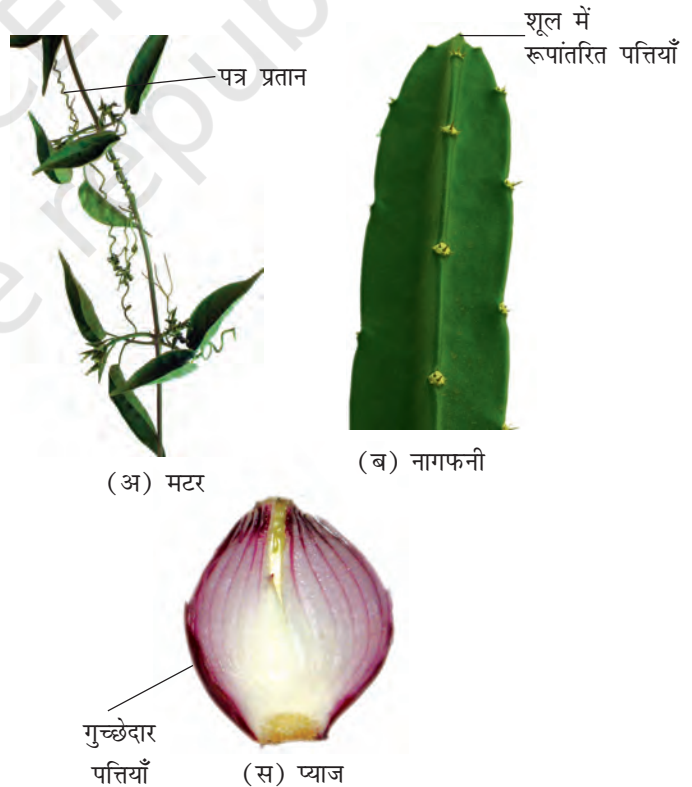 शूल में
रूपांतरित पत्तियाँ
पत्र प्रतान
(अ) मटर
(ब) नागफनी
गुच्छेदार
पत्तियाँ
(स) प्याज